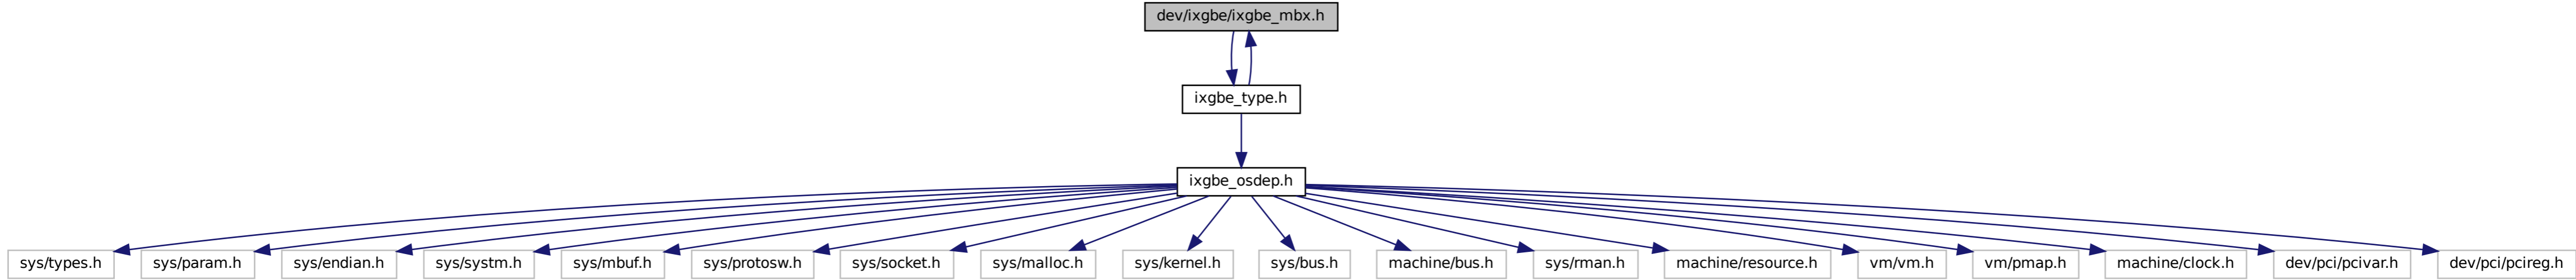 dev/ixgbe/ixgbe_mbx.h
ixgbe_type.h
ixgbe_osdep.h
sys/types.h
sys/param.h
sys/endian.h
sys/systm.h
sys/mbuf.h
sys/protosw.h
sys/socket.h
sys/malloc.h
sys/kernel.h
sys/bus.h
machine/bus.h
sys/rman.h
machine/resource.h
vm/vm.h
vm/pmap.h
machine/clock.h
dev/pci/pcivar.h
dev/pci/pcireg.h